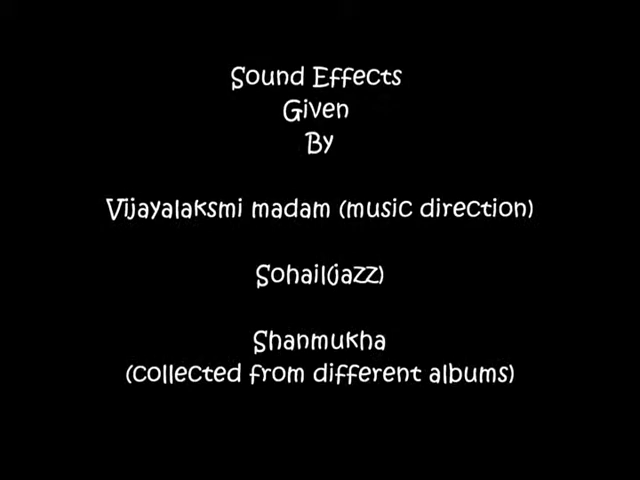 Sound Effects
Given
By
Vijayalaksmi madam (music direction)
Sohail(jazz)
Shanmukha
(collected from different albums)